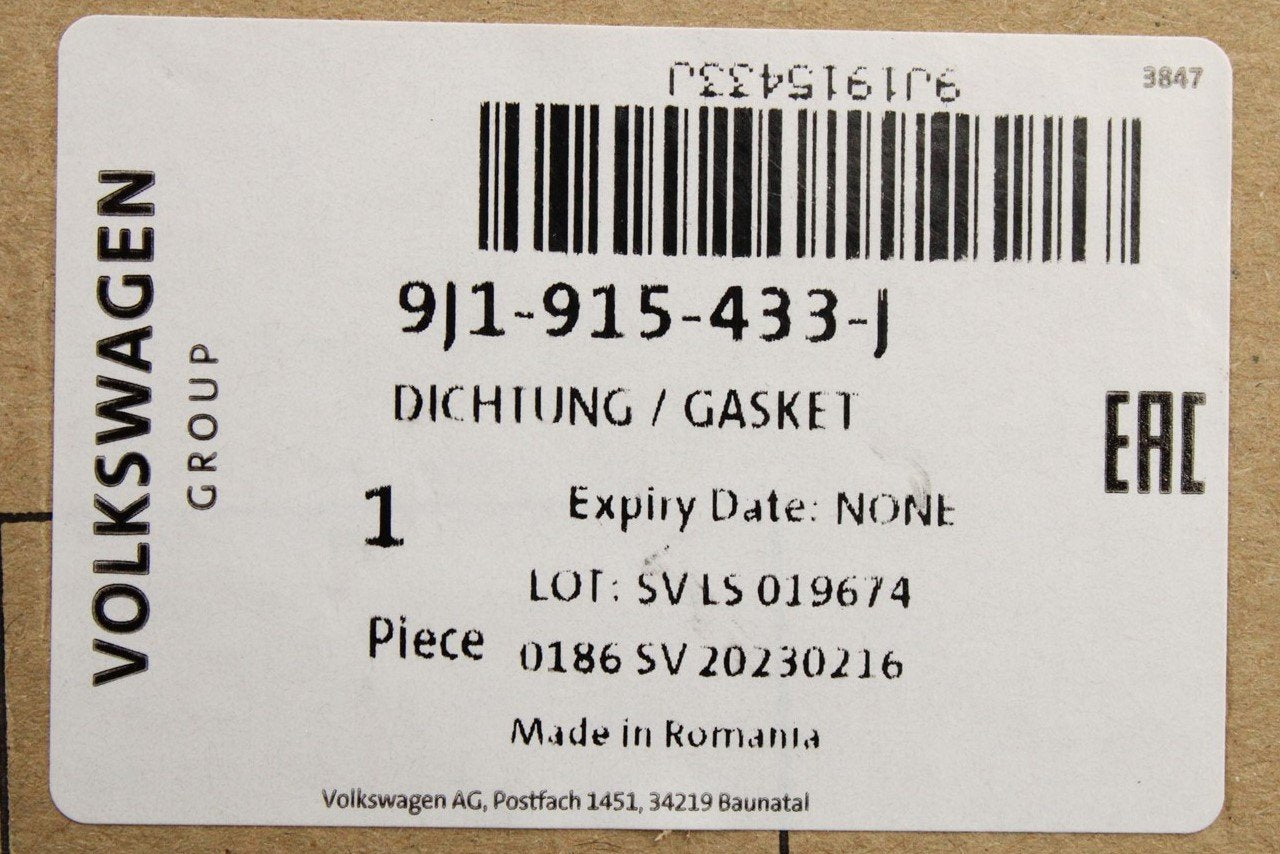 9J1915433J
3847
VOLKSWAGEN
GROUP
9J1-915-433-J
DICHTUNG / GASKET
EAC
1
Expiry Date: NONE
LOT: SV LS 019674
Piece
0186 SV 20230216
Made in Romania
Volkswagen AG, Postfach 1451, 34219 Baunatal